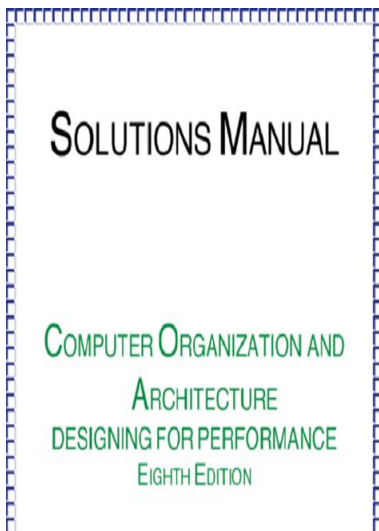 SOLUTIONS MANUAL
COMPUTER ORGANIZATION AND
ARCHITECTURE
DESIGNING FOR PERFORMANCE
EIGHTH EDITION